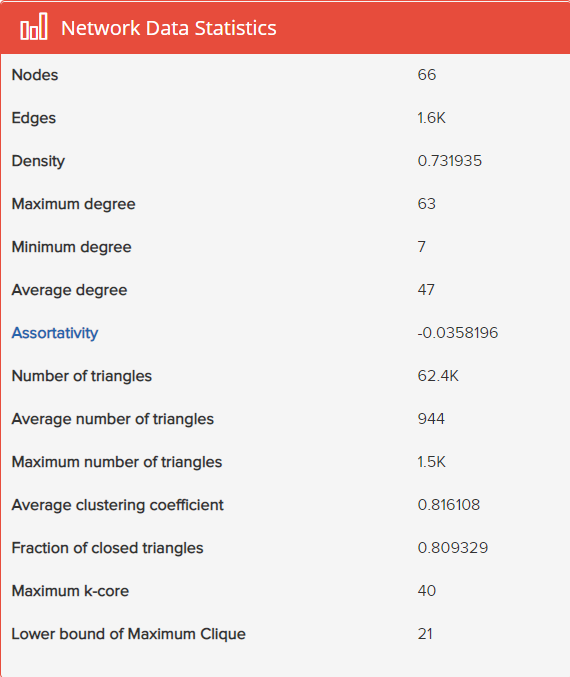 Network Data Statistics
Nodes 66
Edges 1.6K
Density 0.731935
Maximum degree 63
Minimum degree 7
Average degree 47
Assortativity -0.0358196
Number of triangles 62.4K
Average number of triangles 944
Maximum number of triangles 1.5K
Average clustering coefficient 0.816108
Fraction of closed triangles 0.809329
Maximum k-core 40
Lower bound of Maximum Clique 21